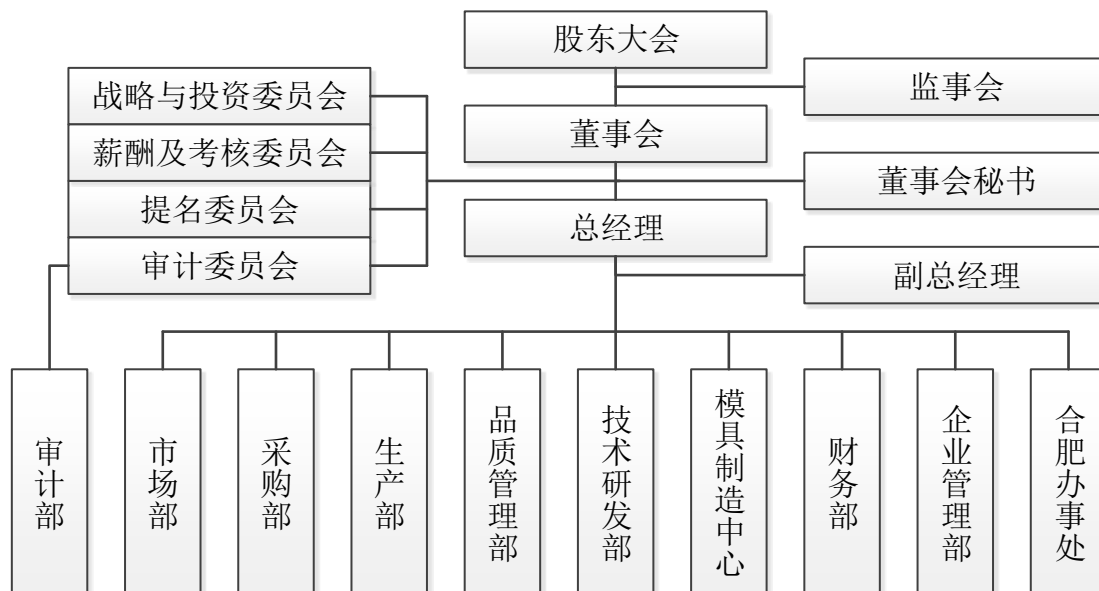 股东大会
监事会
战略与投资委员会
薪酬及考核委员会
提名委员会
审计委员会
董事会
董事会秘书
总经理
副总经理
审计部
市场部
采购部
生产部
品质管理部
技术研发部
模具制造中心
财务部
企业管理部
合肥办事处